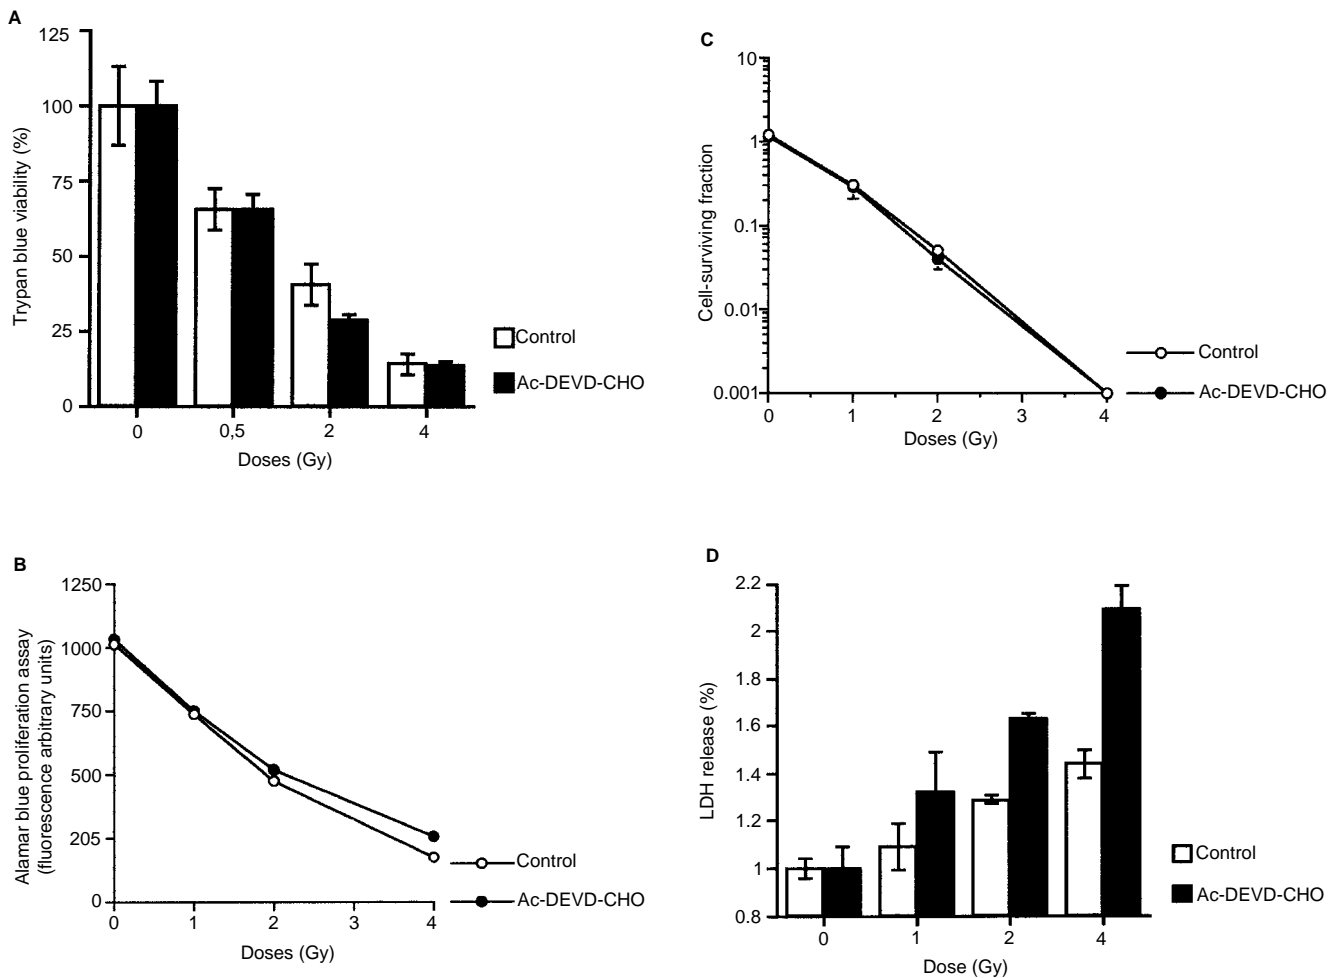 A
125
100
75
50
25
0
Trypan blue viability (%)
0
0,5
2
4
Doses (Gy)
Control
Ac-DEVD-CHO
C
10
1
0.1
0.01
0.001
Cell-surviving fraction
0
1
2
3
4
Doses (Gy)
Control
Ac-DEVD-CHO
B
1250
1000
750
500
205
0
Alamar blue proliferation assay
(fluorescence arbitrary units)
0
1
2
3
4
Doses (Gy)
Control
Ac-DEVD-CHO
D
2.2
2
1.8
1.6
1.4
1.2
1
0.8
LDH release (%)
0
1
2
4
Dose (Gy)
Control
Ac-DEVD-CHO